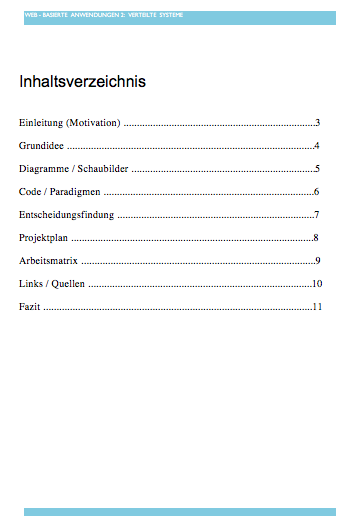 WEB - BASIERTE ANWENDUNGEN 2: VERTEILTE SYSTEME
Inhaltsverzeichnis
Einleitung (Motivation) ........................................................................3
Grundidee .............................................................................................4
Diagramme / Schaubilder .....................................................................5
Code / Paradigmen ...............................................................................6
Entscheidungsfindung ..........................................................................7
Projektplan ...........................................................................................8
Arbeitsmatrix ........................................................................................9
Links / Quellen ....................................................................................10
Fazit .....................................................................................................11